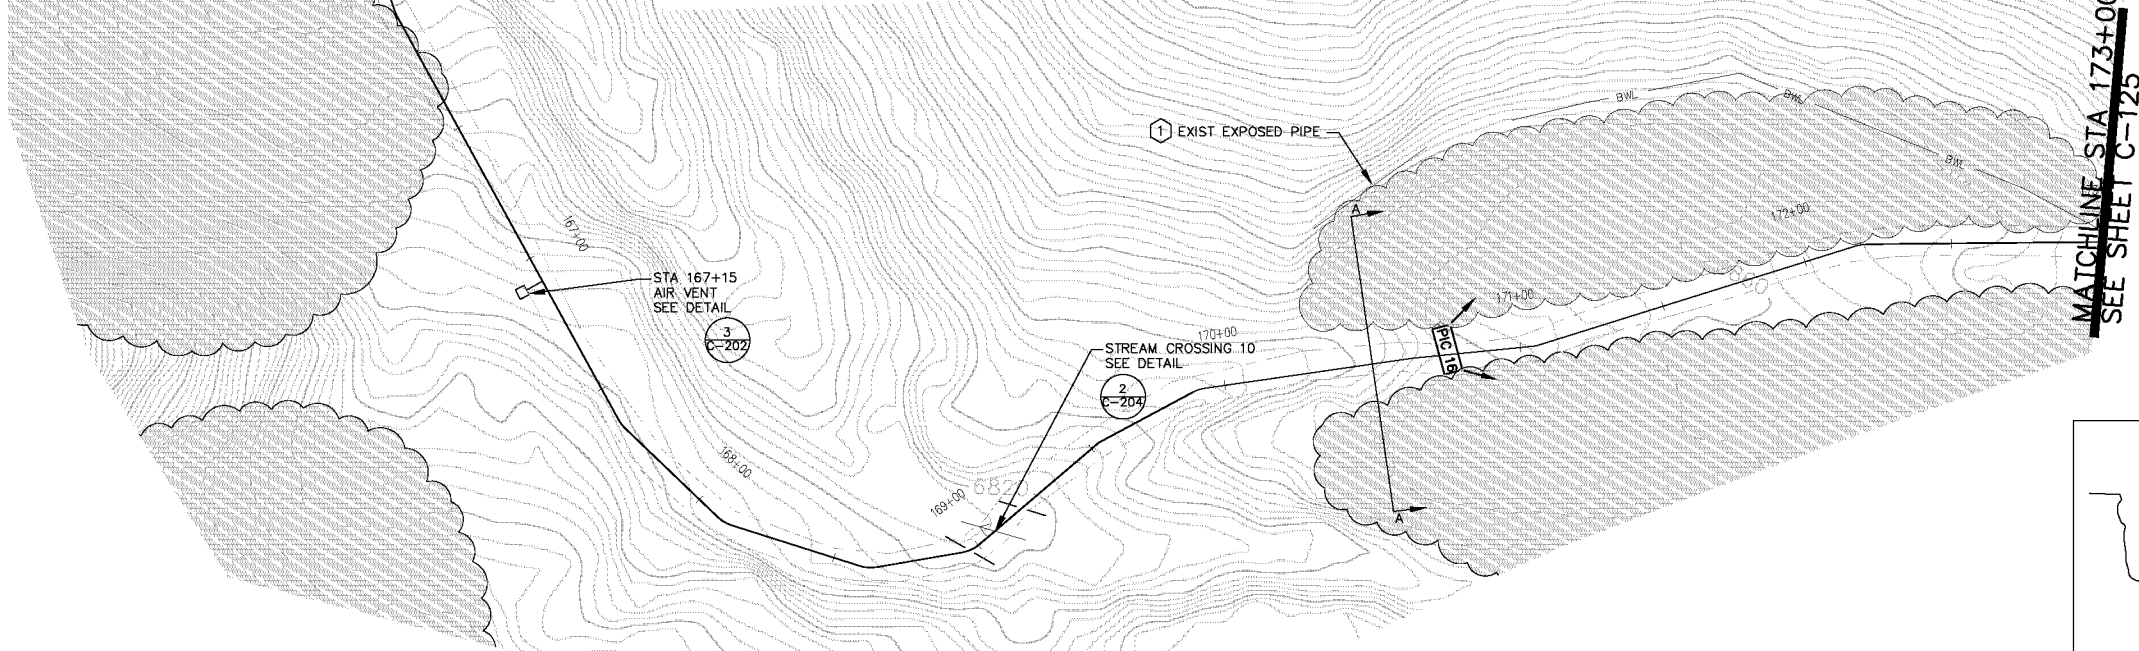 MATCHLINE STA 173+00
SEE SHEET C-125
BWL
BWL
BWL
1 EXIST EXPOSED PIPE
A
172+00
167+00
STA 167+15
AIR VENT
SEE DETAIL
3
C-202
171+00
PIC 16
170+00
STREAM CROSSING 10
SEE DETAIL
2
C-204
168+00
169+00
A